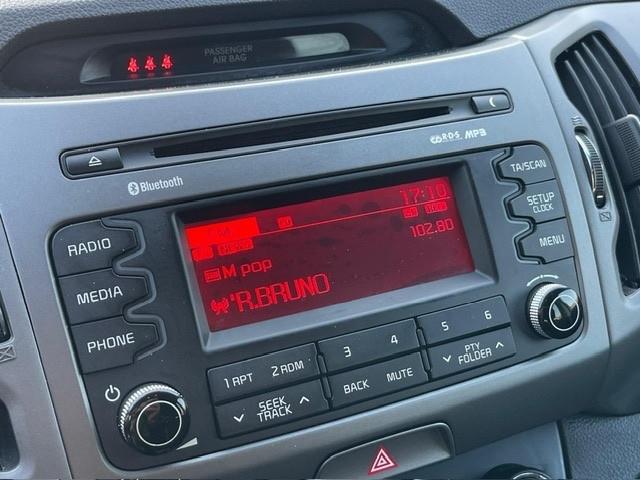 PASSENGER
AIR BAG
R·D·S MP3
Bluetooth
TA/SCAN
SETUP
CLOCK
MENU
RADIO
MEDIA
PHONE
17:10
102.80
M pop
'R.BRUNO
1 RPT 2 RDM
3 4
5 6
SEEK
TRACK
BACK MUTE
PTY
FOLDER